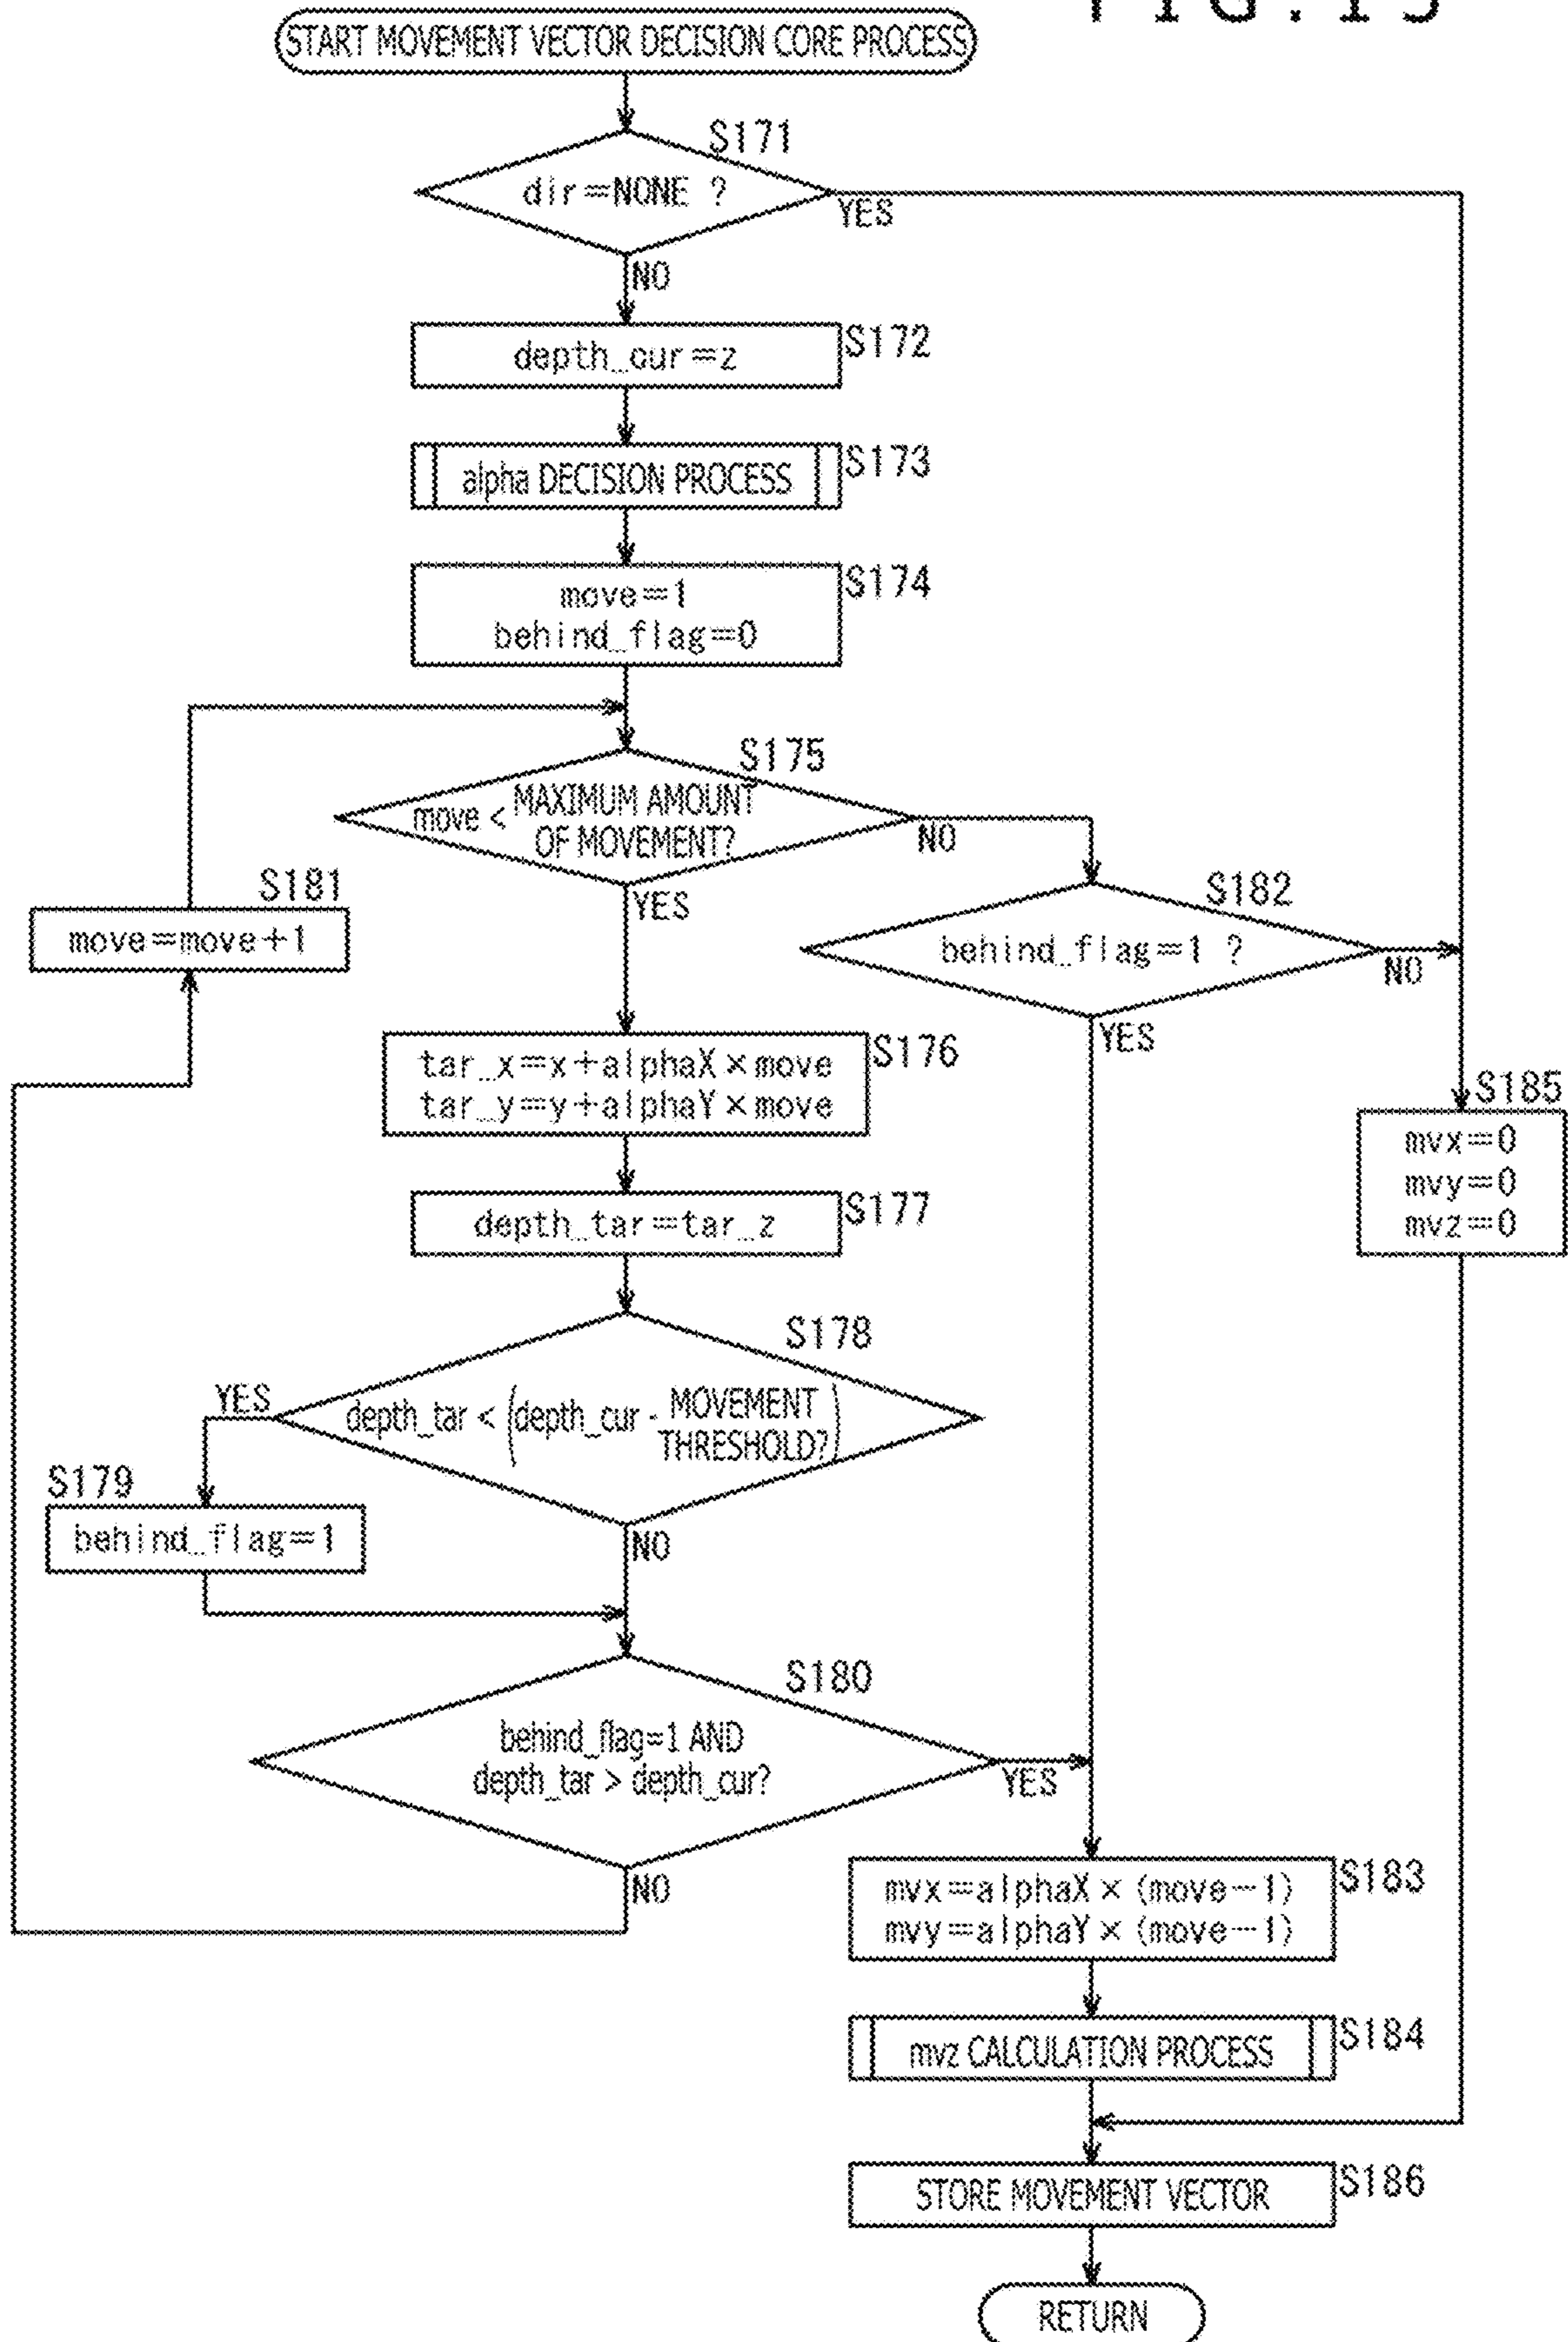 START MOVEMENT VECTOR DECISION CORE PROCESS
S171
dir=NONE ?
YES
NO
S172
depth_cur=z
S173
alpha DECISION PROCESS
S174
move=1
behind_flag=0
S175
move < MAXIMUM AMOUNT
OF MOVEMENT?
NO
YES
S181
move=move+1
S182
behind_flag=1 ?
NO
YES
S176
tar_x=x+alphaX×move
tar_y=y+alphaY×move
S185
mvx=0
mvy=0
mvz=0
S177
depth_tar=tar_z
S178
YES
depth_tar < (depth_cur - MOVEMENT
THRESHOLD?)
NO
S179
behind_flag=1
S180
behind_flag=1 AND
depth_tar > depth_cur?
YES
NO
S183
mvx=alphaX×(move-1)
mvy=alphaY×(move-1)
S184
mvz CALCULATION PROCESS
S186
STORE MOVEMENT VECTOR
RETURN